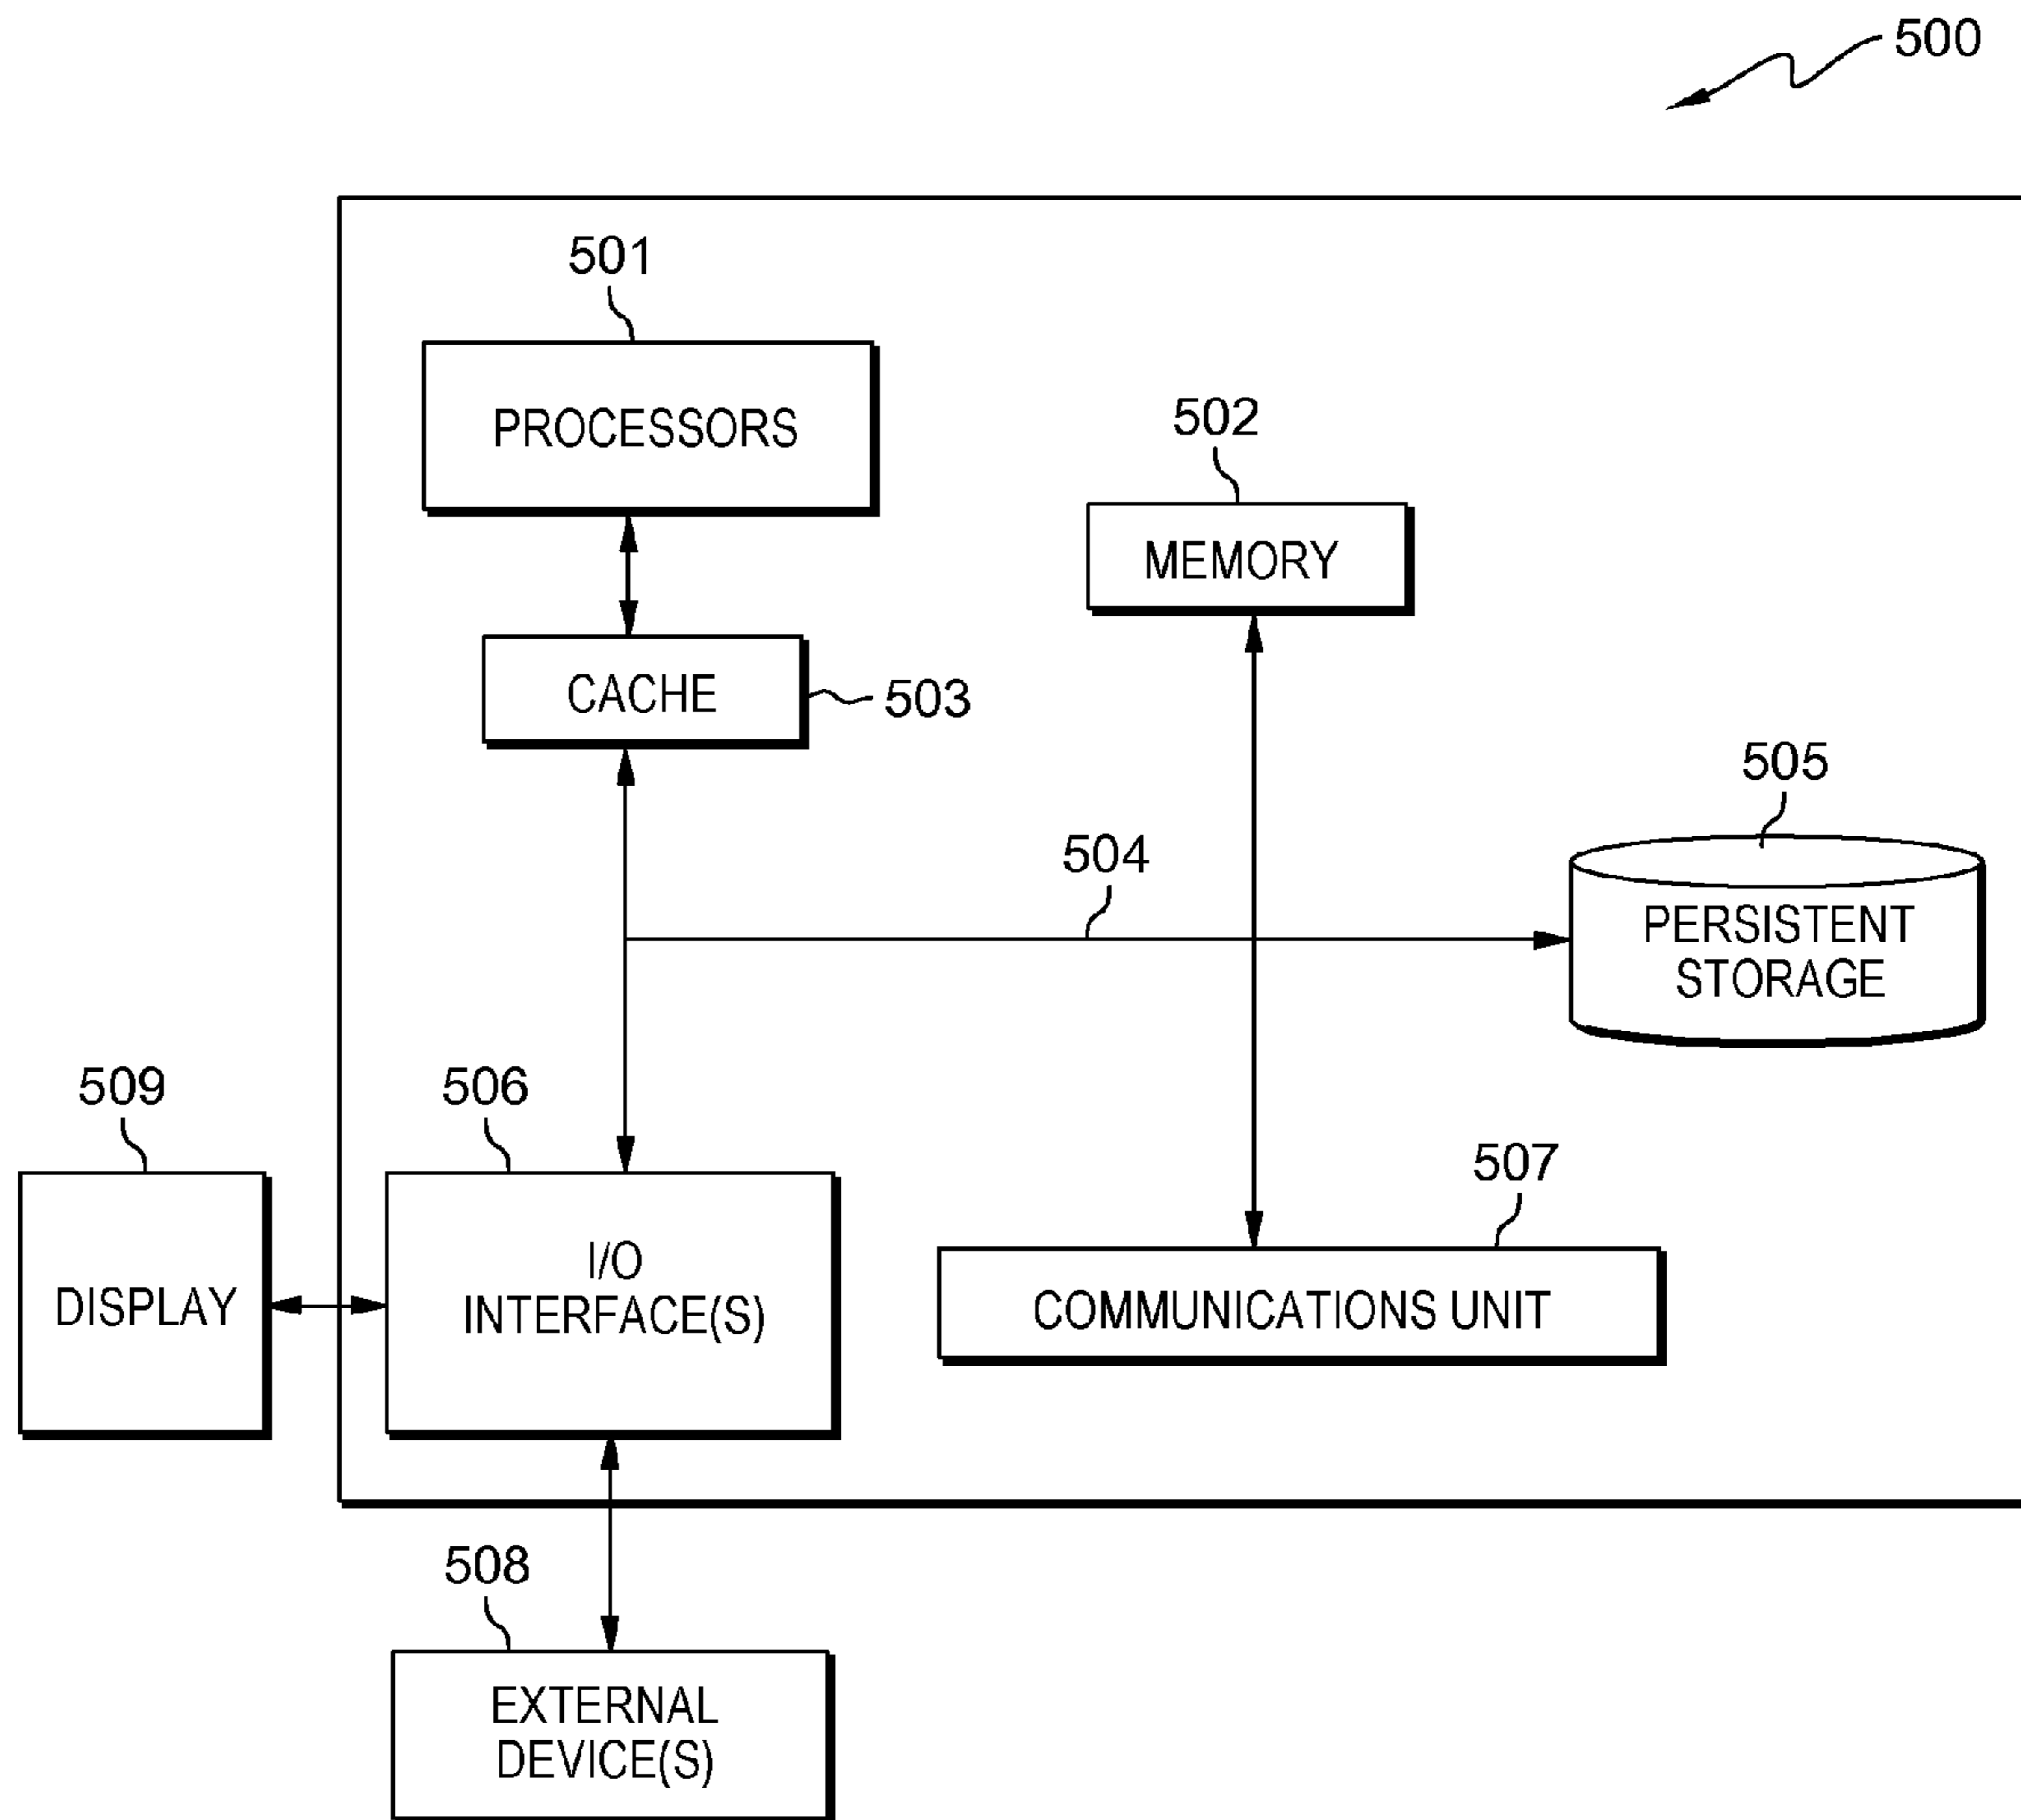 500
501
PROCESSORS
502
MEMORY
CACHE
503
505
504
PERSISTENT
STORAGE
509
506
507
DISPLAY
I/O
INTERFACE(S)
COMMUNICATIONS UNIT
508
EXTERNAL
DEVICE(S)